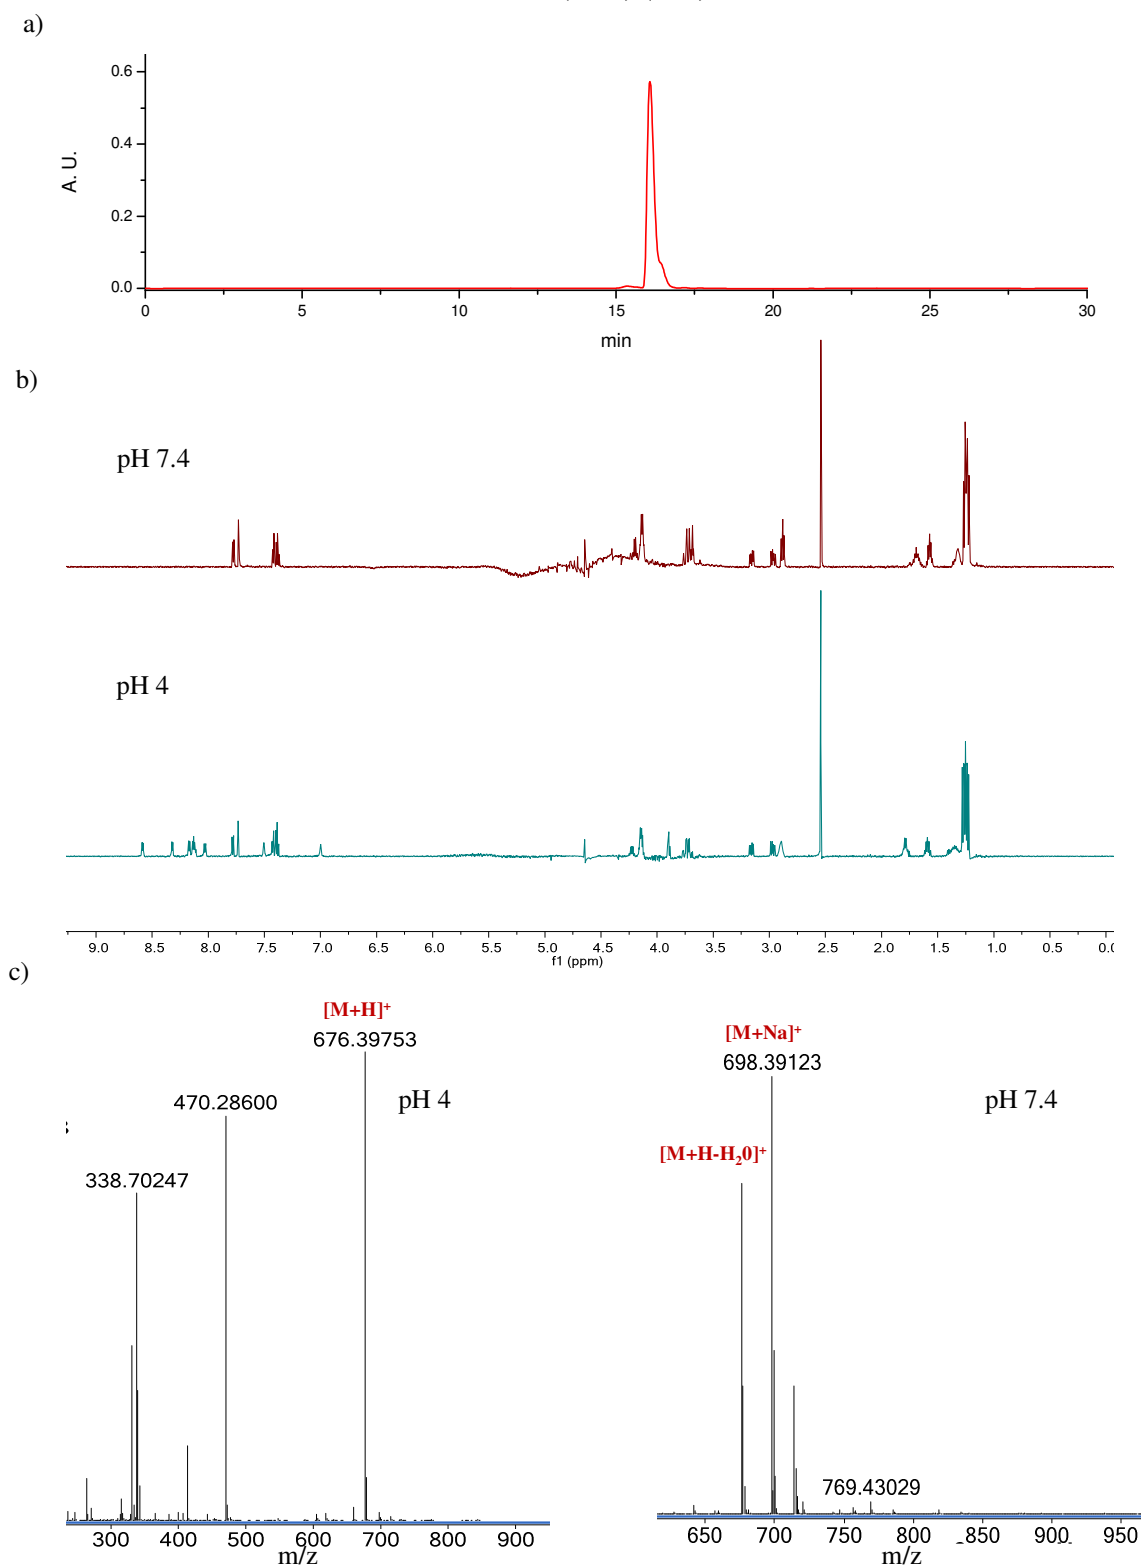 a)
0.6
0.4
0.2
0.0
A. U.
0
5
10
15
20
25
30
min
b)
pH 7.4
pH 4
9.0 8.5 8.0 7.5 7.0 6.5 6.0 5.5 5.0 4.5 4.0 3.5 3.0 2.5 2.0 1.5 1.0 0.5
f1 (ppm)
c)
[M+H]⁺
676.39753
470.28600
pH 4
338.70247
300 400 500 600 700 800 900
m/z
[M+Na]⁺
698.39123
pH 7.4
[M+H-H₂0]⁺
769.43029
650 700 750 800 850 900 950
m/z